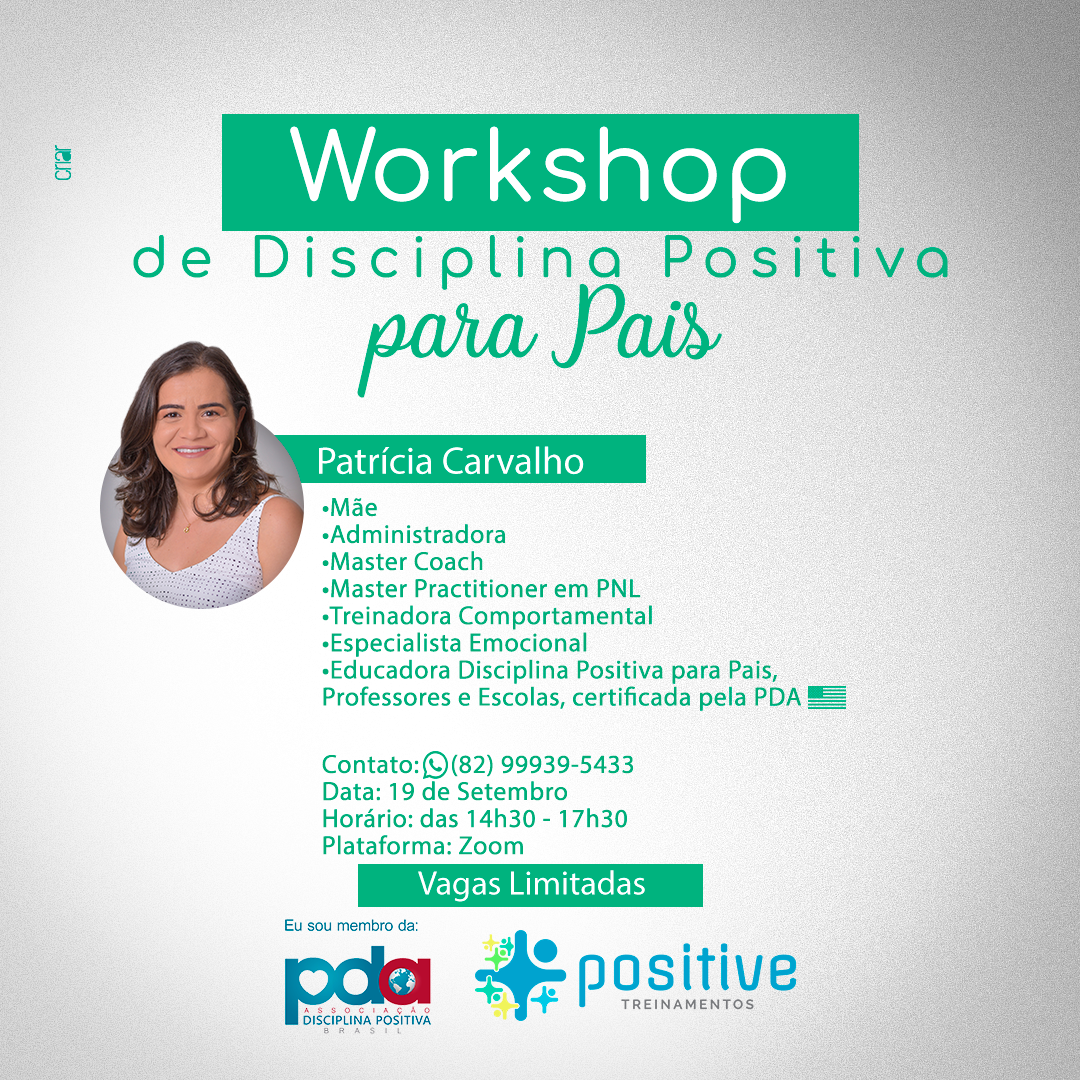 criar
Workshop
de Disciplina Positiva
para Pais
Patrícia Carvalho
•Mãe
•Administradora
•Master Coach
•Master Practitioner em PNL
•Treinadora Comportamental
•Especialista Emocional
•Educadora Disciplina Positiva para Pais,
Professores e Escolas, certificada pela PDA
Contato: (82) 99939-5433
Data: 19 de Setembro
Horário: das 14h30 - 17h30
Plataforma: Zoom
Vagas Limitadas
Eu sou membro da:
pda
ASSOCIAÇÃO
DISCIPLINA POSITIVA
BRASIL
positive
TREINAMENTOS